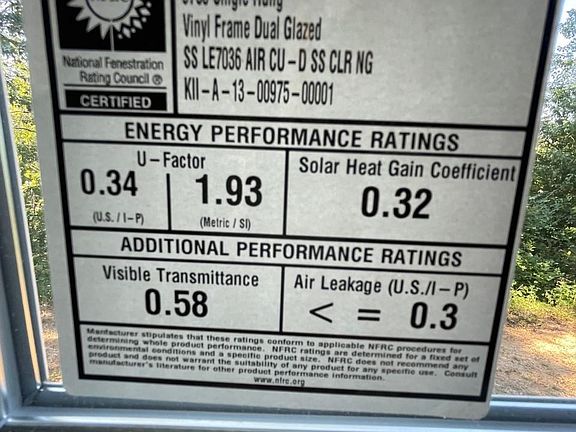 Single Hung
Vinyl Frame Dual Glazed
SS LE7036 AIR CU-D SS CLR NG
KII-A-13-00975-00001
National Fenestration
Rating Council ®
CERTIFIED
ENERGY PERFORMANCE RATINGS
U-Factor
0.34
(U.S. / I-P)
1.93
(Metric / SI)
Solar Heat Gain Coefficient
0.32
ADDITIONAL PERFORMANCE RATINGS
Visible Transmittance
0.58
Air Leakage (U.S./I-P)
< = 0.3
Manfacturer stipulates that these ratings conform to applicable NFRC procedures for
determining whole product performance. NFRC ratings are determined for a fixed set of
environmental conditions and a specific product size. NFRC does not recommend any
product and does not warrant the suitability of any product for any specific use. Consult
manufacturer's literature for other product performance information.
www.nfrc.org